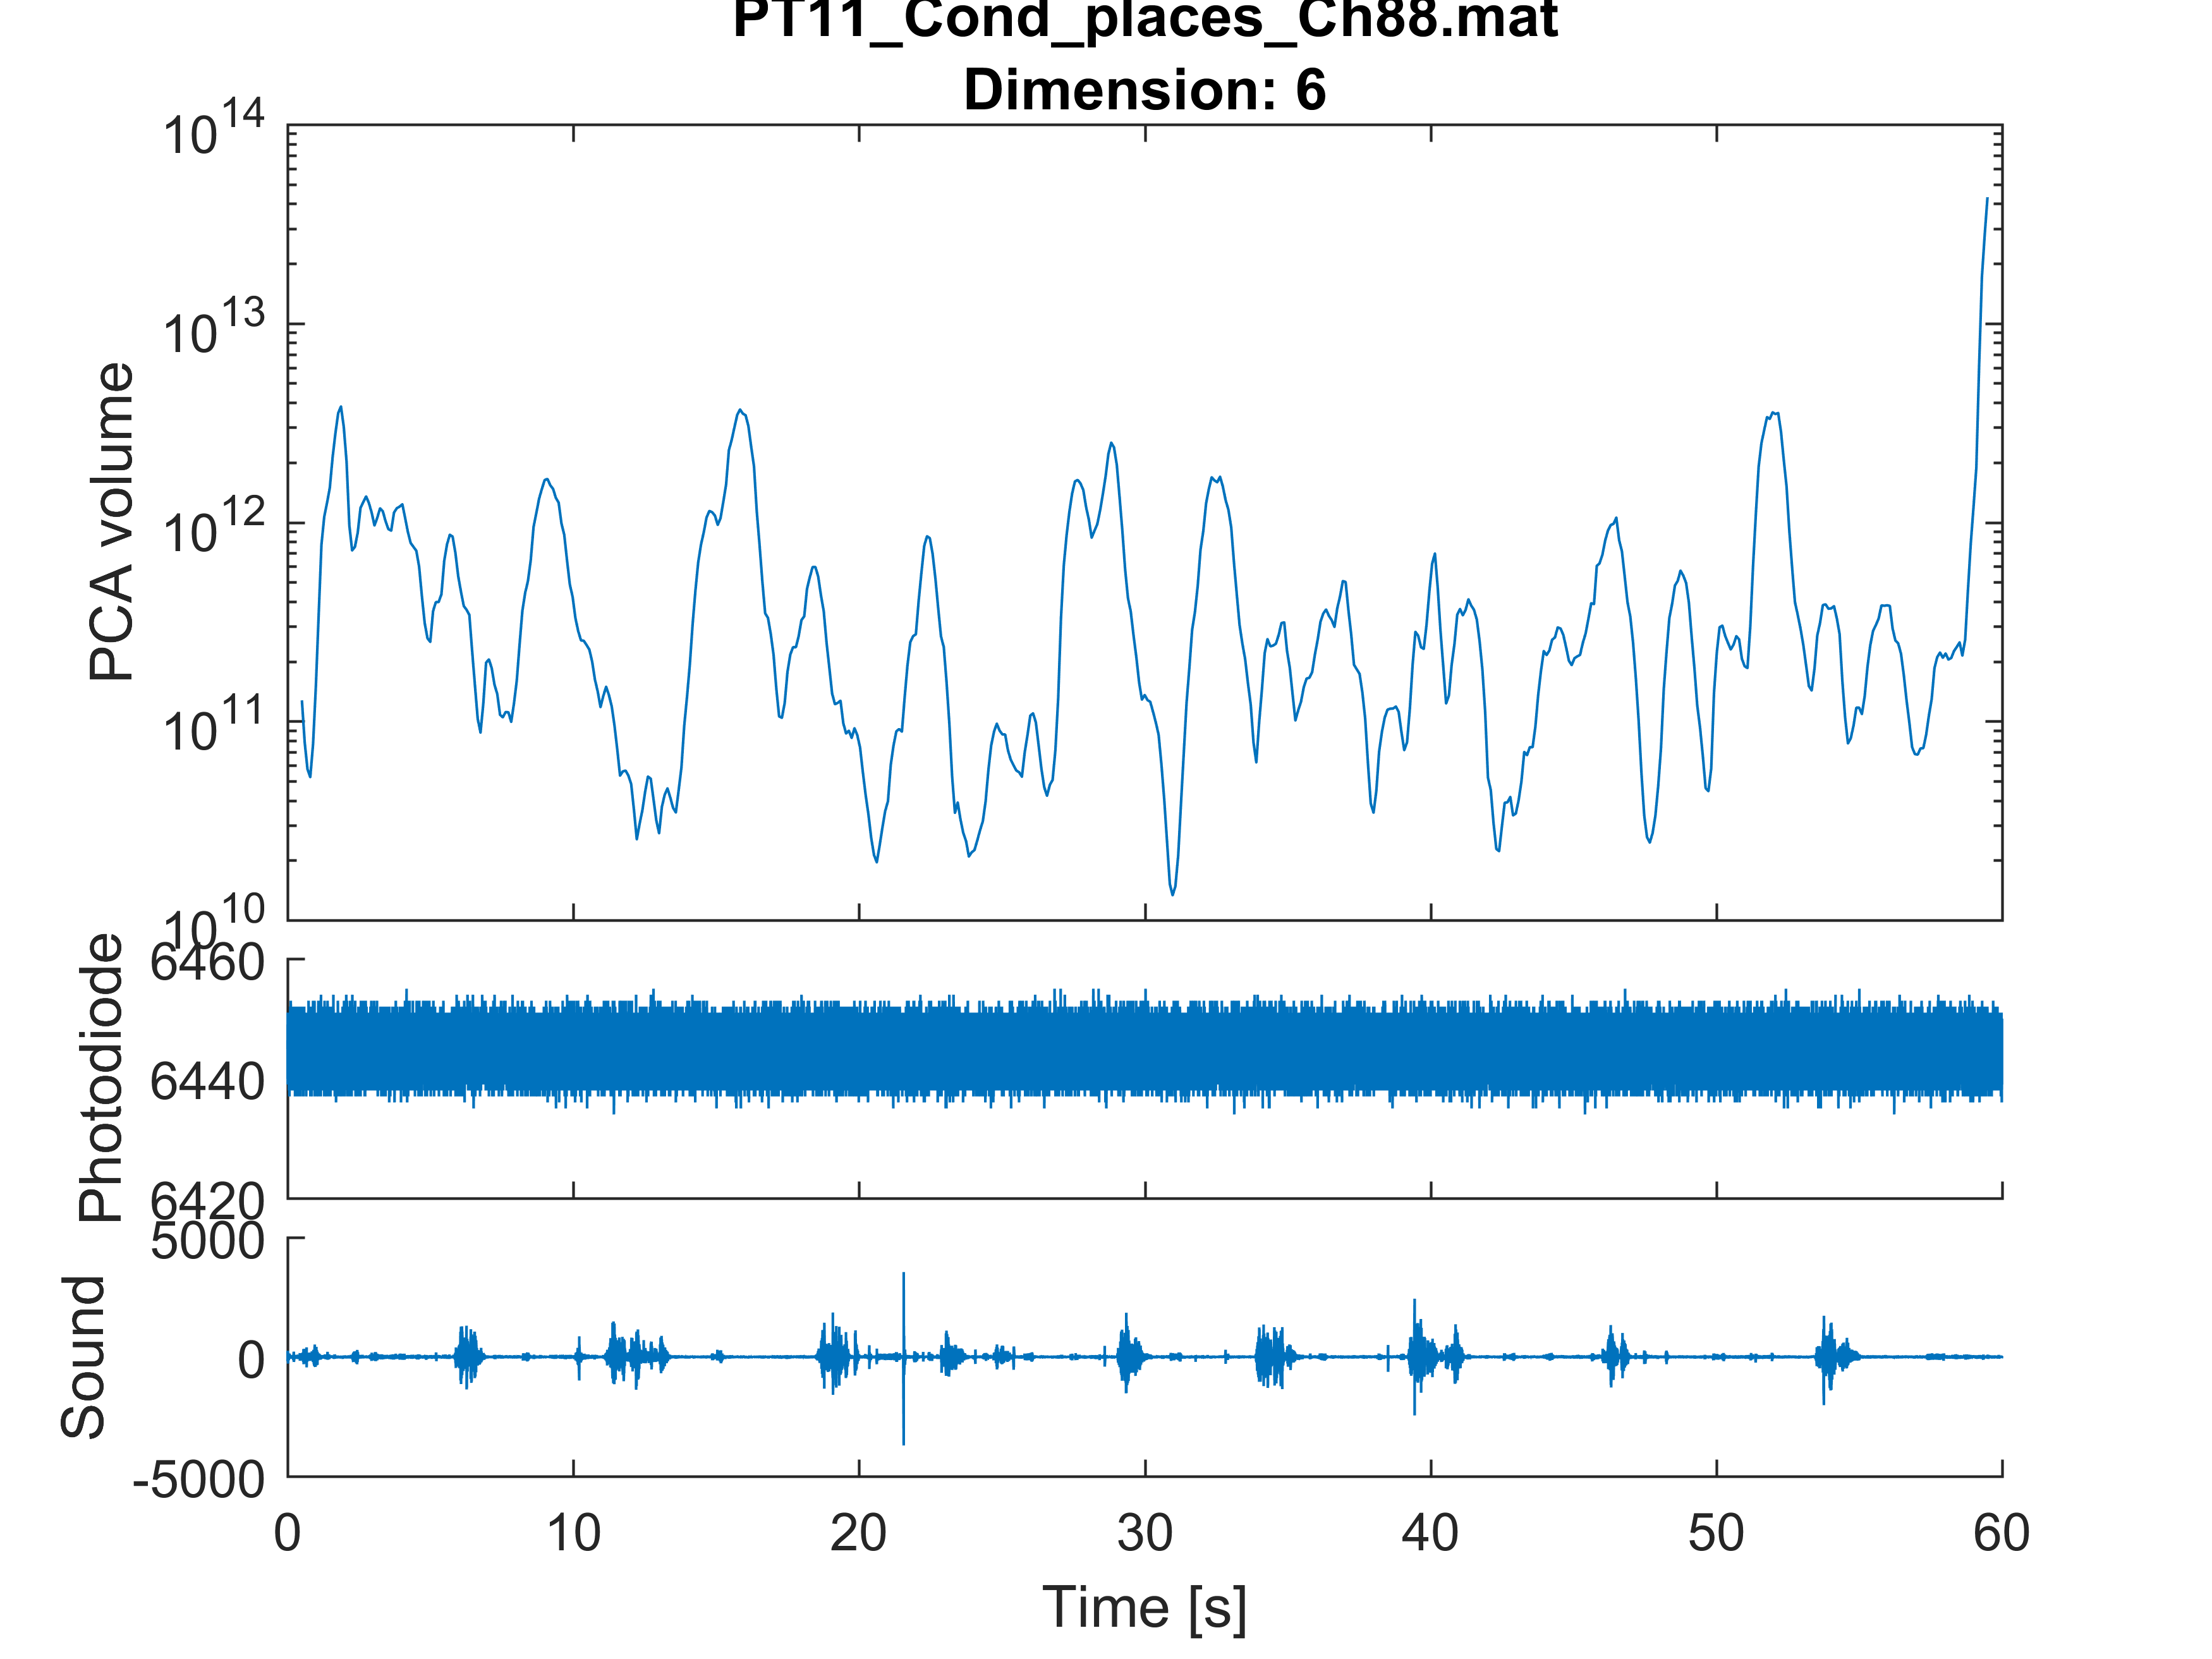 PT11_Cond_places_Ch88.mat
Dimension: 6
10^14
10^13
10^12
10^11
10^10
PCA volume
6460
6440
6420
Photodiode
5000
0
-5000
Sound
0 10 20 30 40 50 60
Time [s]